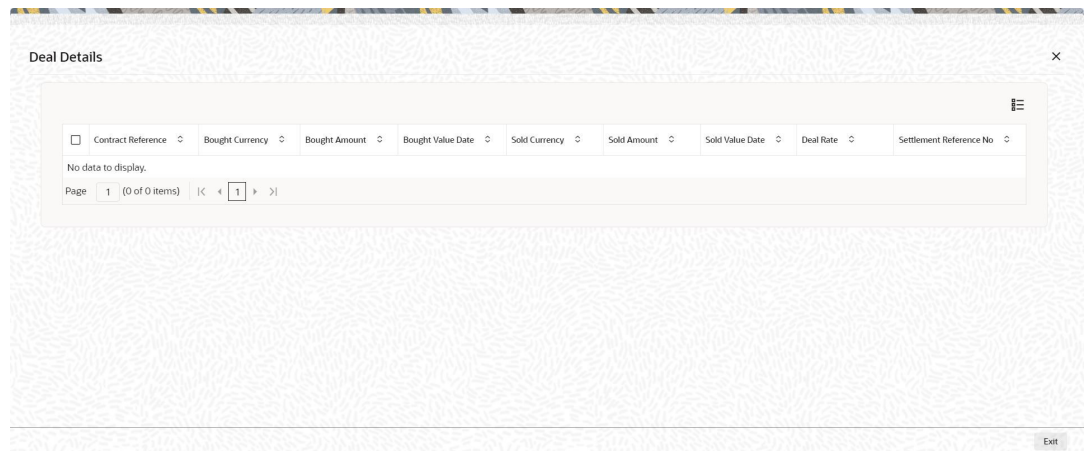 Deal Details
Contract Reference Bought Currency Bought Amount Bought Value Date Sold Currency Sold Amount Sold Value Date Deal Rate Settlement Reference No
No data to display.
Page 1 (0 of 0 items) 1
Exit